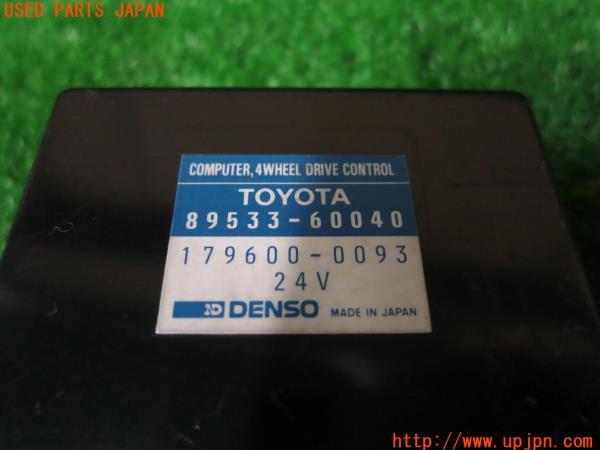 USED PARTS JAPAN
COMPUTER, 4WHEEL DRIVE CONTROL
TOYOTA
89533-60040
179600-0093
24V
ND DENSO MADE IN JAPAN
http://www.upjpn.com/